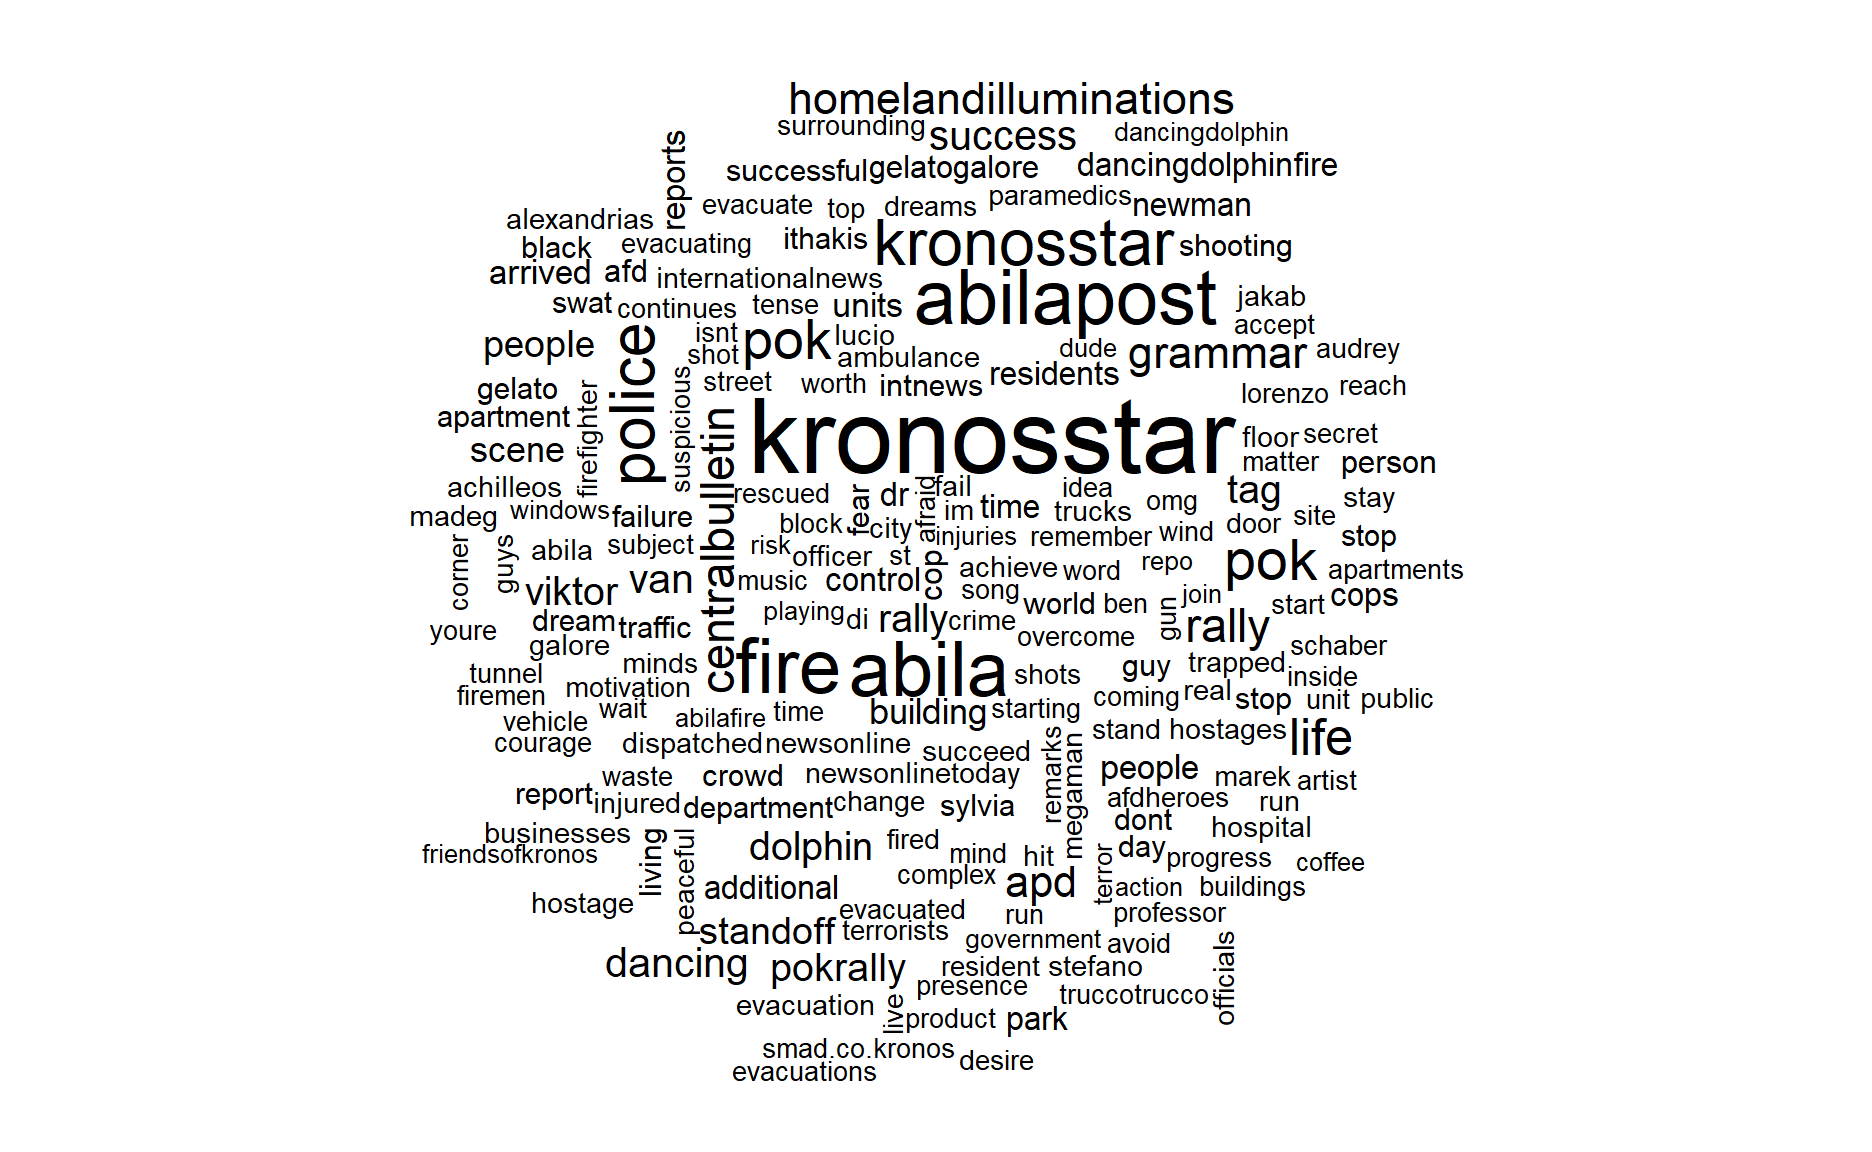 homelandilluminations
surrounding success dancingdolphin
reports successful gelatogalore dancingdolphinfire
evacuate top dreams paramedics newman
alexandrias
black evacuating ithakis kronosstar shooting
arrived afd internationalnews
swat continues tense units abilapost jakab
accept
people police isnt pok lucio
shot ambulance dude grammar audrey
gelato suspicious street worth intnews residents lorenzo reach
apartment firefighter centralbulletin kronosstar
scene floor secret
matter person
achilleos rescued fear dr afraid fail time idea omg tag stay
madeg windows failure block city im trucks door site
corner guys abila subject risk officer st injuries remember wind stop
viktor van music control cop achieve word repo pok apartments
song
dream traffic playing di rally crime world ben gun join start cops
youre overcome rally
galore schaber
tunnel minds fire abila shots guy trapped inside
firemen motivation coming real stop unit public
vehicle wait abilafire time building starting
courage dispatched newsonline succeed remarks megaman stand hostages life
waste crowd newsonlinetoday people marek artist
report injured department change sylvia afdheroes run
businesses living peaceful dont hospital
friendsofkronos dolphin fired mind hit terror day progress coffee
additional complex apd action buildings
hostage evacuated run professor
standoff terrorists government avoid officials
dancing pokrally resident stefano
presence
evacuation live product park truccotrucco
smad.co.kronos desire
evacuations